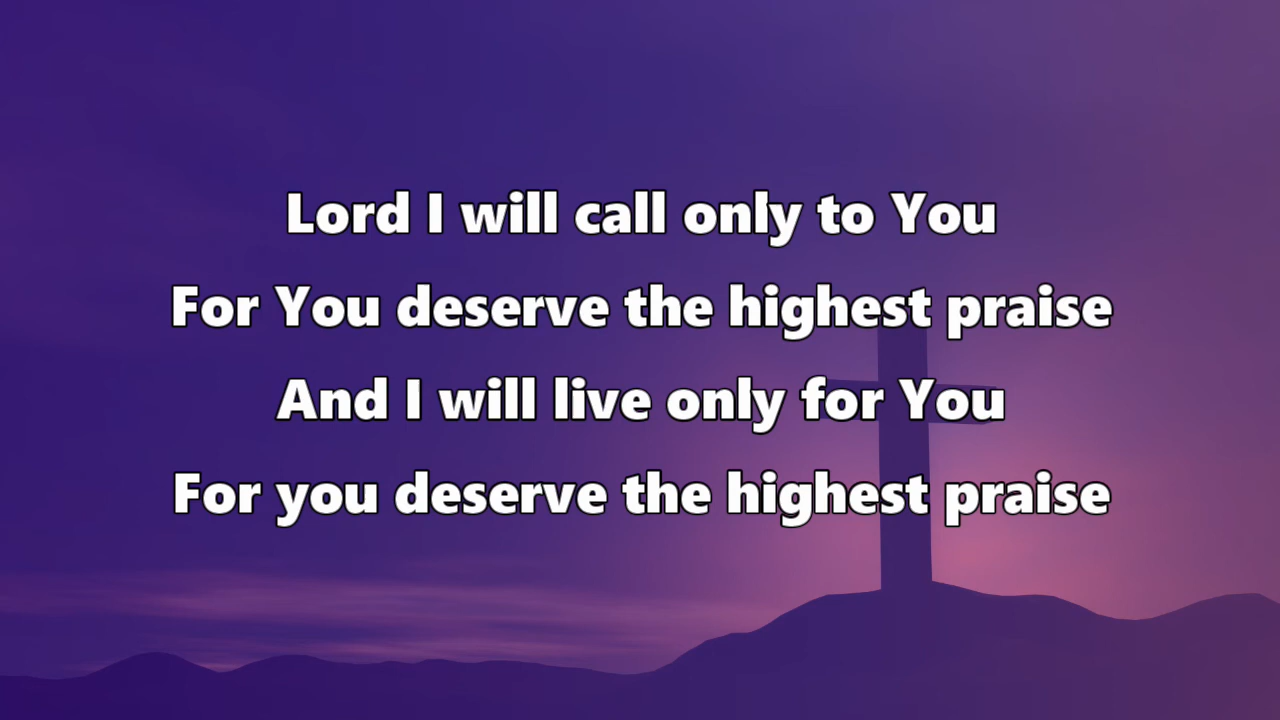 Lord I will call only to You
For You deserve the highest praise
And I will live only for You
For you deserve the highest praise